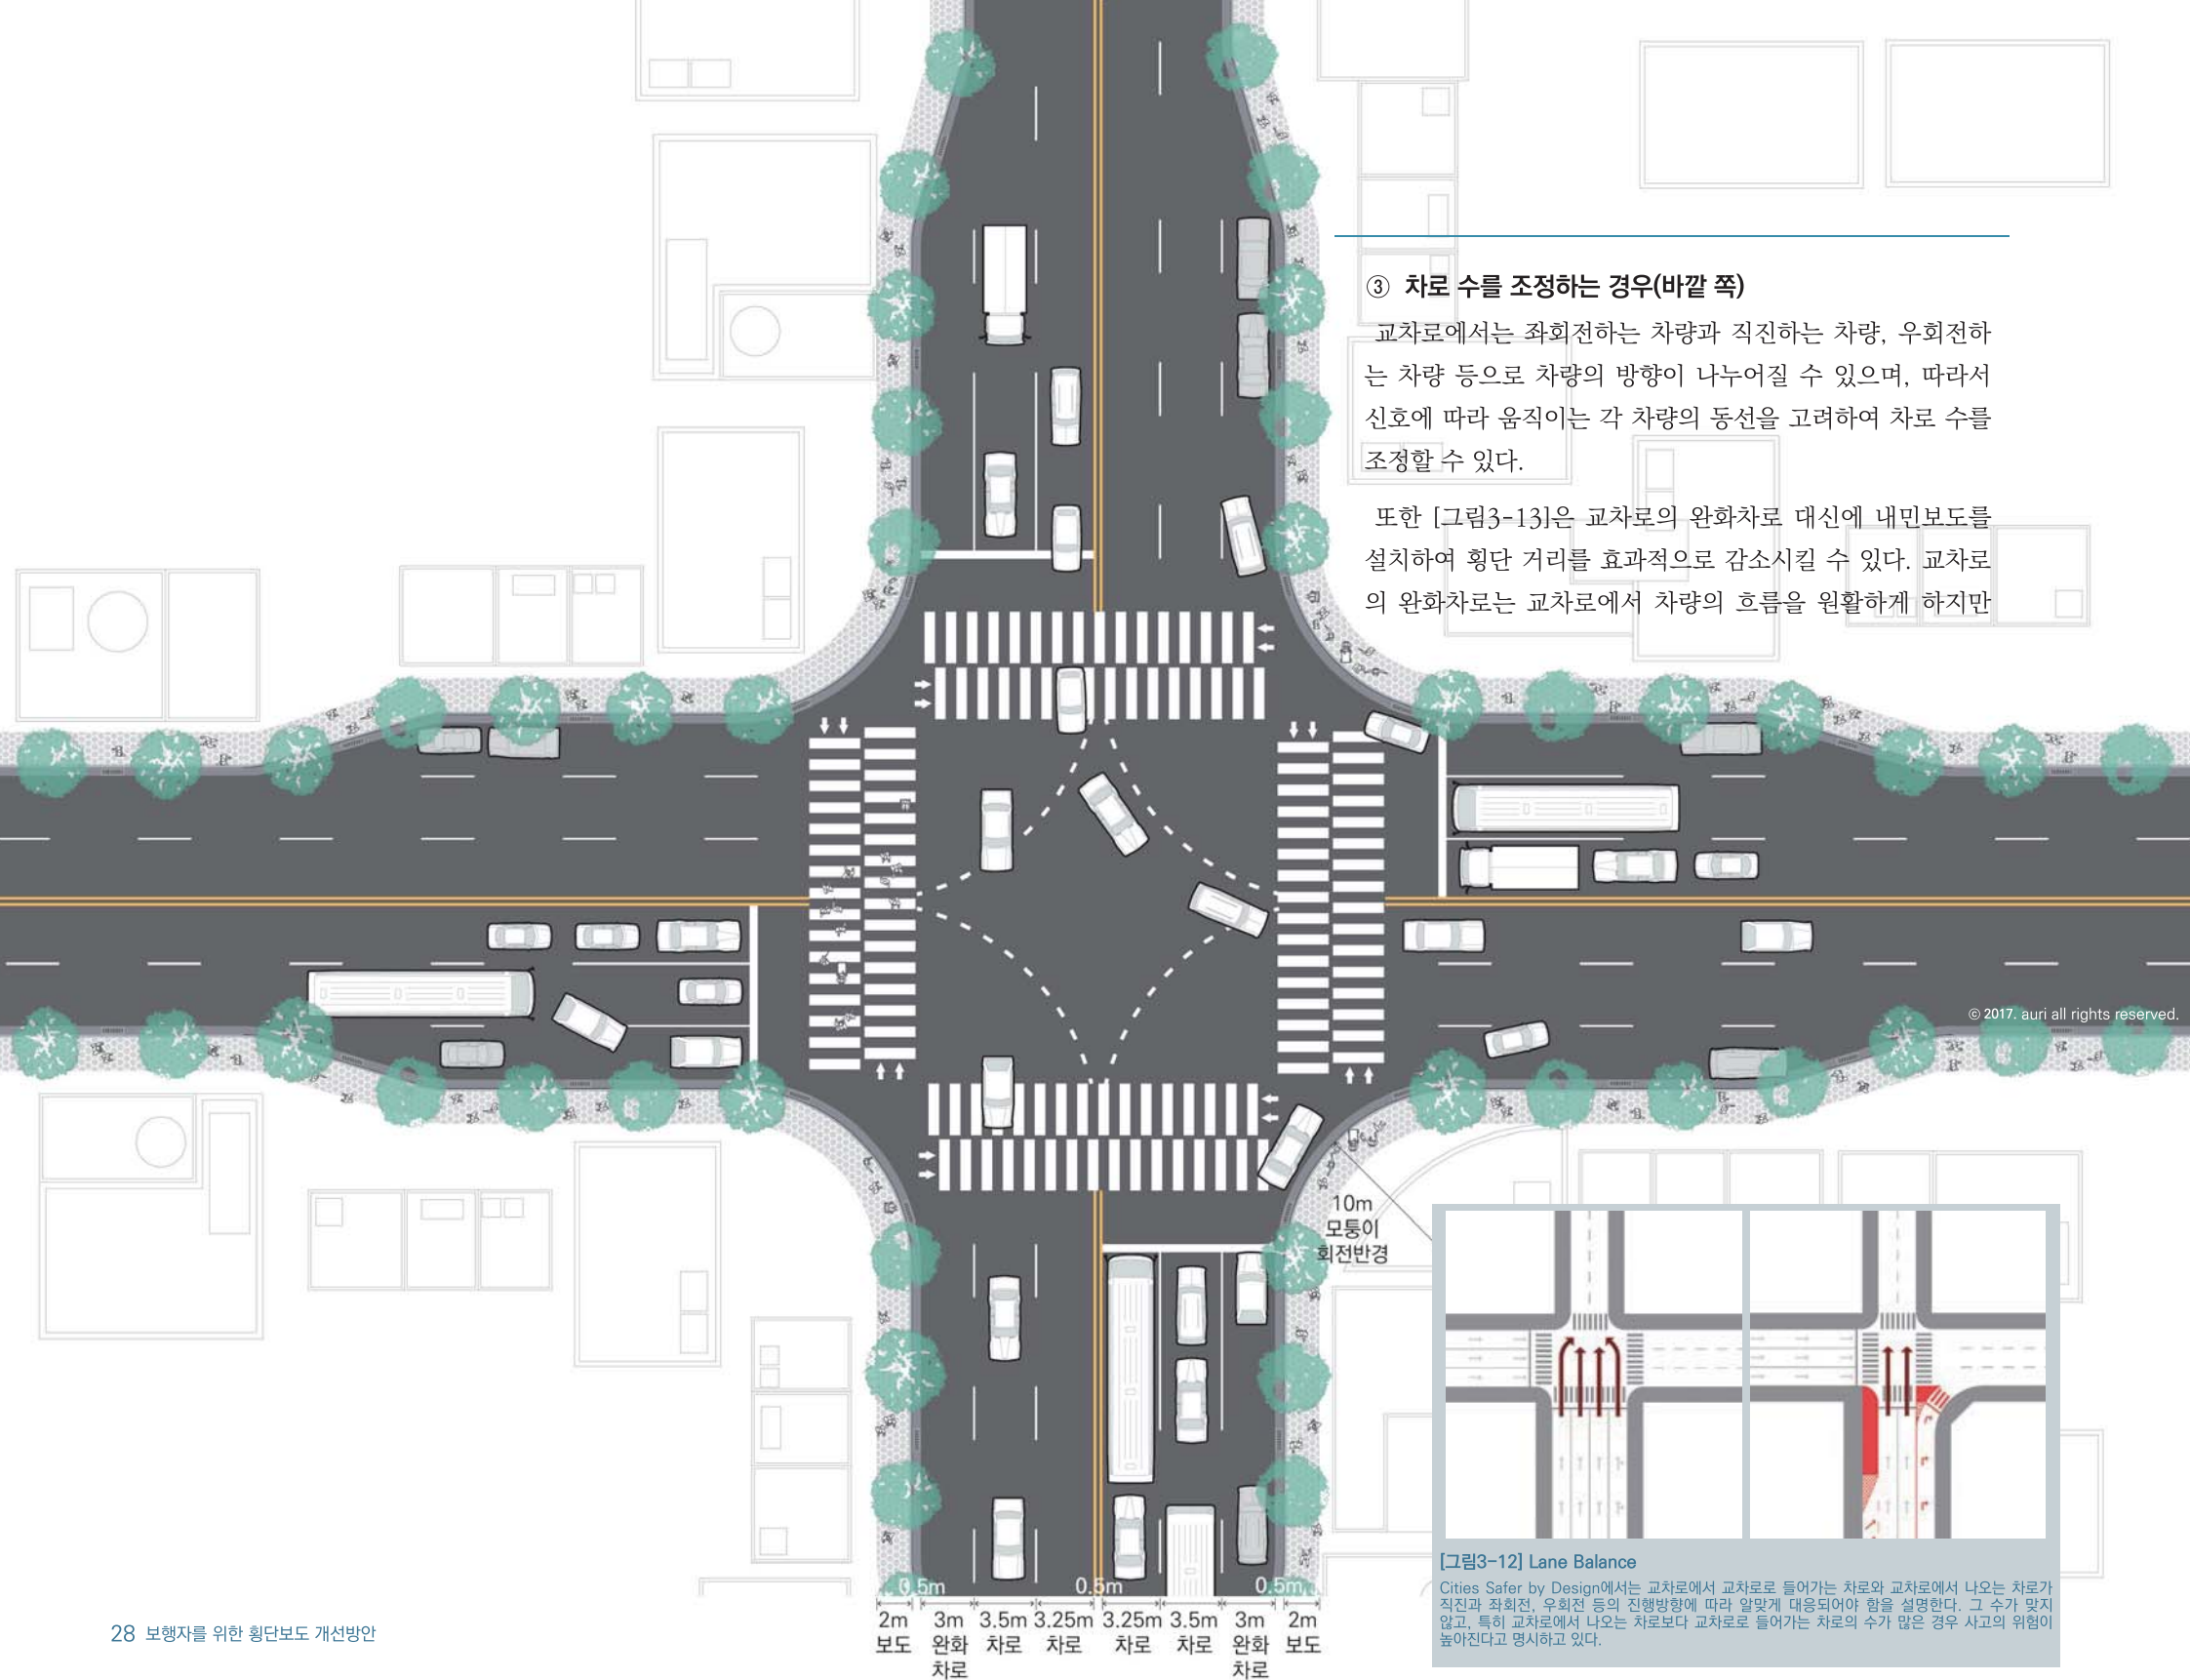 ③ 차로 수를 조정하는 경우(바깥 쪽)
교차로에서는 좌회전하는 차량과 직진하는 차량, 우회전하
는 차량 등으로 차량의 방향이 나누어질 수 있으며, 따라서
신호에 따라 움직이는 각 차량의 동선을 고려하여 차로 수를
조정할 수 있다.
또한 [그림3-13]은 교차로의 완화차로 대신에 내민보도를
설치하여 횡단 거리를 효과적으로 감소시킬 수 있다. 교차로
의 완화차로는 교차로에서 차량의 흐름을 원활하게 하지만
© 2017. auri all rights reserved.
10m
모퉁이
회전반경
0.5m 0.5m 0.5m
2m 3m 3.5m 3.25m 3.25m 3.5m 3m 2m
보도 완화 차로 차로 차로 차로 완화 보도
차로 차로
[그림3-12] Lane Balance
Cities Safer by Design에서는 교차로에서 교차로로 들어가는 차로와 교차로에서 나오는 차로가
직진과 좌회전, 우회전 등의 진행방향에 따라 알맞게 대응되어야 함을 설명한다. 그 수가 맞지
않고, 특히 교차로에서 나오는 차로보다 교차로로 들어가는 차로의 수가 많은 경우 사고의 위험이
높아진다고 명시하고 있다.
28 보행자를 위한 횡단보도 개선방안